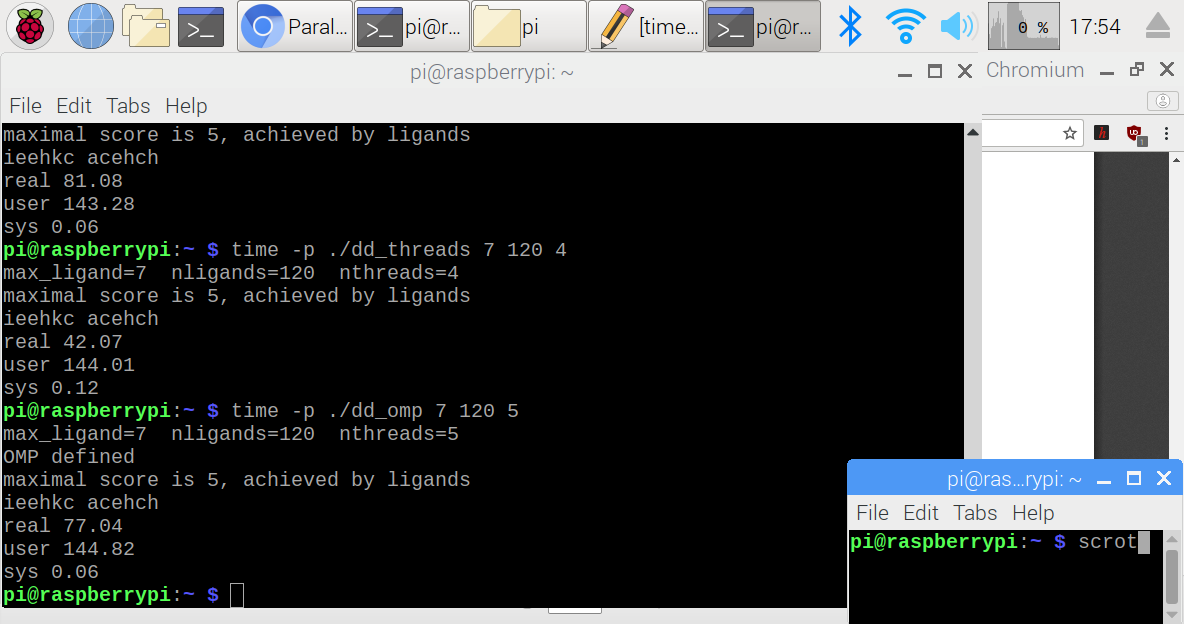 Paral...
pi@r...
pi
[time...
pi@r...
0 %
17:54
pi@raspberrypi: ~
Chromium
File Edit Tabs Help
maximal score is 5, achieved by ligands
ieehkc acehch
real 81.08
user 143.28
sys 0.06
pi@raspberrypi:~ $ time -p ./dd_threads 7 120 4
max_ligand=7  nligands=120  nthreads=4
maximal score is 5, achieved by ligands
ieehkc acehch
real 42.07
user 144.01
sys 0.12
pi@raspberrypi:~ $ time -p ./dd_omp 7 120 5
max_ligand=7  nligands=120  nthreads=5
OMP defined
maximal score is 5, achieved by ligands
ieehkc acehch
real 77.04
user 144.82
sys 0.06
pi@raspberrypi:~ $
pi@ras...rypi: ~
File Edit Tabs Help
pi@raspberrypi:~ $ scrot